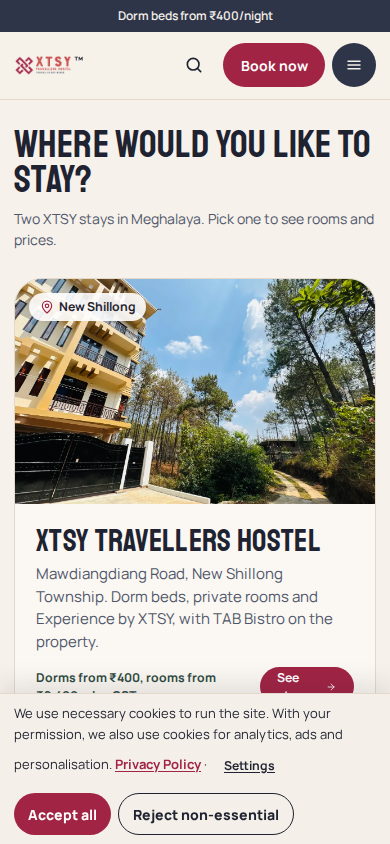 Dorm beds from ₹400/night
XTSY ™
Book now
WHERE WOULD YOU LIKE TO
STAY?
Two XTSY stays in Meghalaya. Pick one to see rooms and
prices.
New Shillong
XTSY TRAVELLERS HOSTEL
Mawdiangdiang Road, New Shillong
Township. Dorm beds, private rooms and
Experience by XTSY, with TAB Bistro on the
property.
Dorms from ₹400, rooms from
See
We use necessary cookies to run the site. With your
permission, we also use cookies for analytics, ads and
personalisation. Privacy Policy · Settings
Accept all
Reject non-essential